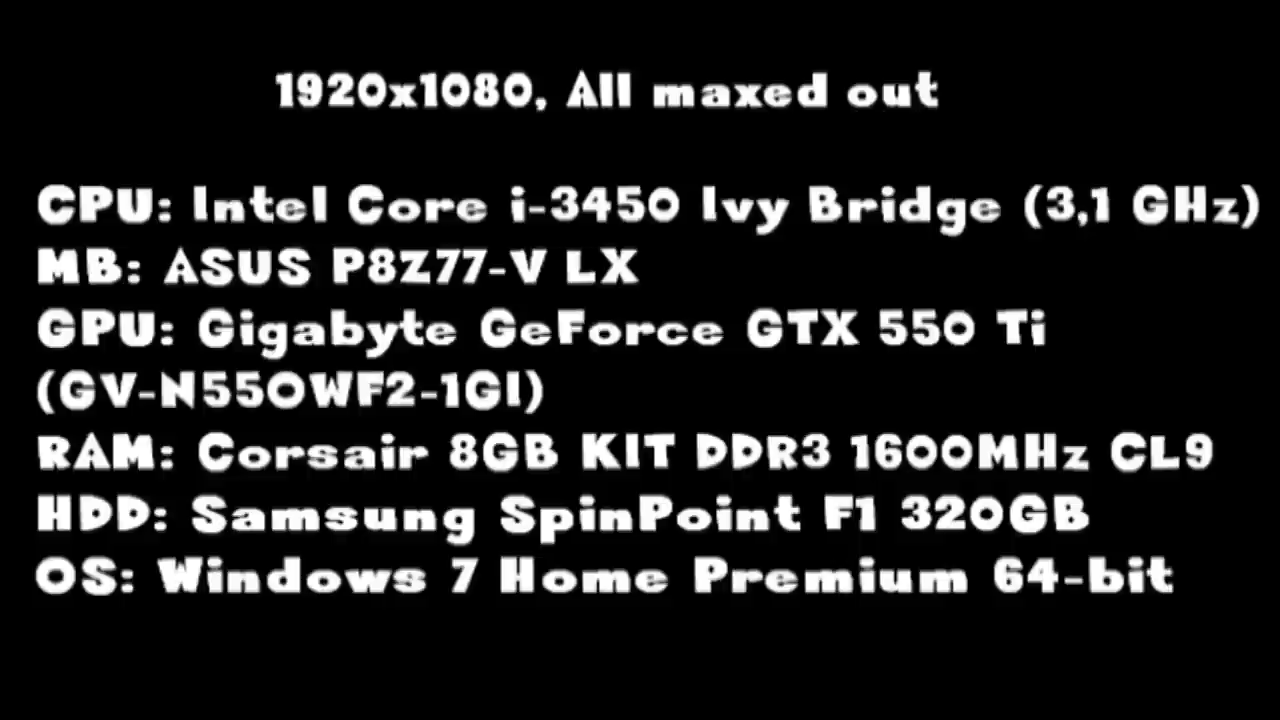 1920x1080, All maxed out
CPU: Intel Core i-3450 Ivy Bridge (3,1 GHz)
MB: ASUS P8Z77-V LX
GPU: Gigabyte GeForce GTX 550 Ti
(GV-N550WF2-1GI)
RAM: Corsair 8GB KIT DDR3 1600MHz CL9
HDD: Samsung SpinPoint F1 320GB
OS: Windows 7 Home Premium 64-bit